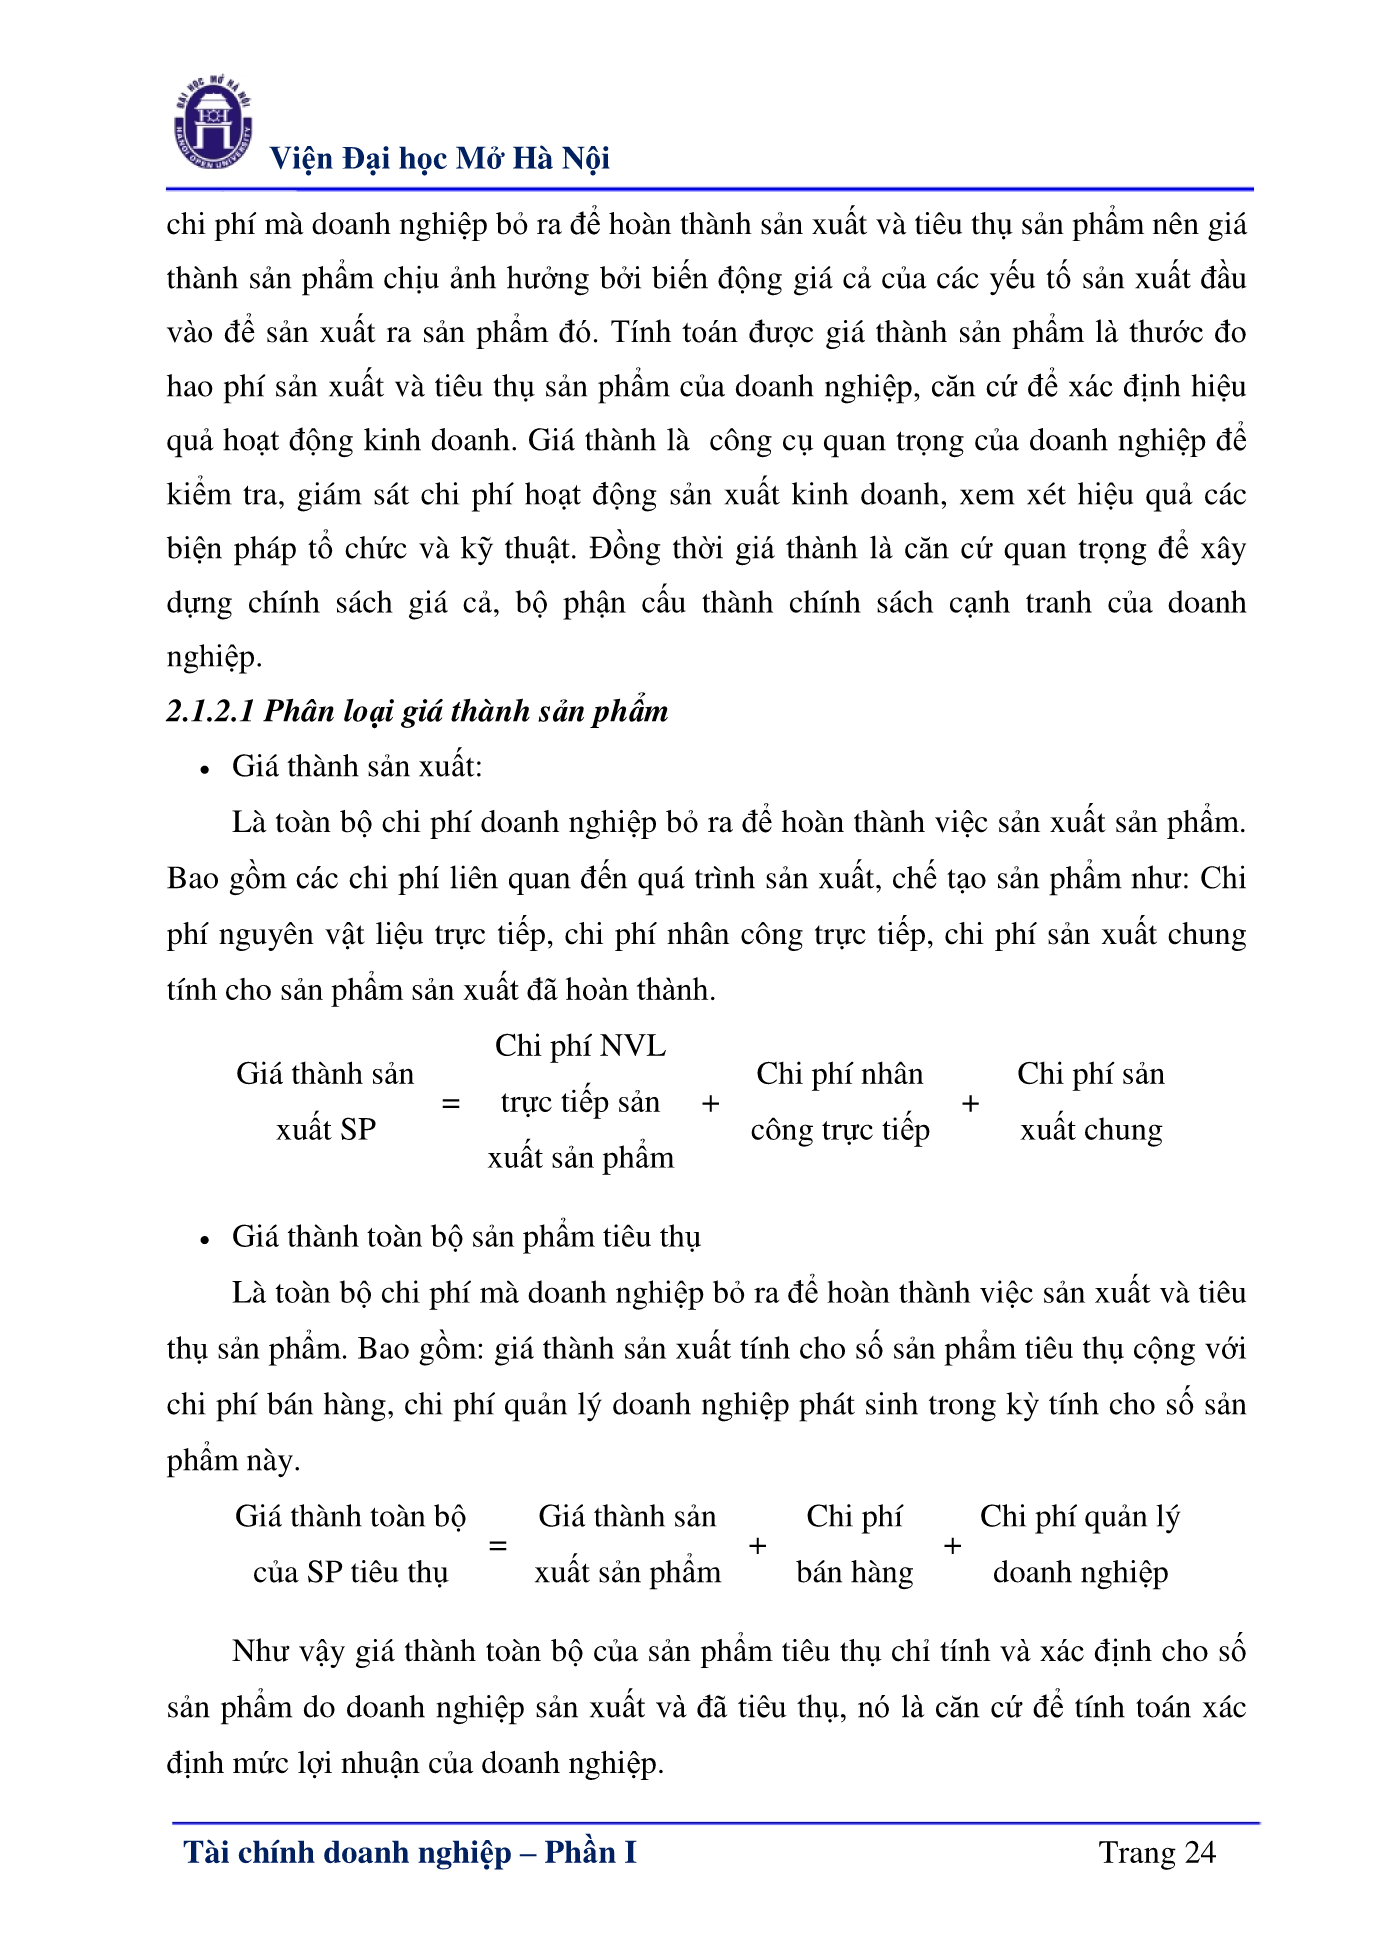 ĐẠI HỌC MỞ HÀ NỘI
HANOI OPEN UNIVERSITY
Viện Đại học Mở Hà Nội
chi phí mà doanh nghiệp bỏ ra để hoàn thành sản xuất và tiêu thụ sản phẩm nên giá
thành sản phẩm chịu ảnh hưởng bởi biến động giá cả của các yếu tố sản xuất đầu
vào để sản xuất ra sản phẩm đó. Tính toán được giá thành sản phẩm là thước đo
hao phí sản xuất và tiêu thụ sản phẩm của doanh nghiệp, căn cứ để xác định hiệu
quả hoạt động kinh doanh. Giá thành là  công cụ quan trọng của doanh nghiệp để
kiểm tra, giám sát chi phí hoạt động sản xuất kinh doanh, xem xét hiệu quả các
biện pháp tổ chức và kỹ thuật. Đồng thời giá thành là căn cứ quan trọng để xây
dựng chính sách giá cả, bộ phận cấu thành chính sách cạnh tranh của doanh
nghiệp.
2.1.2.1 Phân loại giá thành sản phẩm
• Giá thành sản xuất:
Là toàn bộ chi phí doanh nghiệp bỏ ra để hoàn thành việc sản xuất sản phẩm.
Bao gồm các chi phí liên quan đến quá trình sản xuất, chế tạo sản phẩm như: Chi
phí nguyên vật liệu trực tiếp, chi phí nhân công trực tiếp, chi phí sản xuất chung
tính cho sản phẩm sản xuất đã hoàn thành.
Giá thành sản
xuất SP
=
Chi phí NVL
trực tiếp sản
xuất sản phẩm
+
Chi phí nhân
công trực tiếp
+
Chi phí sản
xuất chung
• Giá thành toàn bộ sản phẩm tiêu thụ
Là toàn bộ chi phí mà doanh nghiệp bỏ ra để hoàn thành việc sản xuất và tiêu
thụ sản phẩm. Bao gồm: giá thành sản xuất tính cho số sản phẩm tiêu thụ cộng với
chi phí bán hàng, chi phí quản lý doanh nghiệp phát sinh trong kỳ tính cho số sản
phẩm này.
Giá thành toàn bộ
của SP tiêu thụ
=
Giá thành sản
xuất sản phẩm
+
Chi phí
bán hàng
+
Chi phí quản lý
doanh nghiệp
Như vậy giá thành toàn bộ của sản phẩm tiêu thụ chỉ tính và xác định cho số
sản phẩm do doanh nghiệp sản xuất và đã tiêu thụ, nó là căn cứ để tính toán xác
định mức lợi nhuận của doanh nghiệp.
Tài chính doanh nghiệp – Phần I
Trang 24